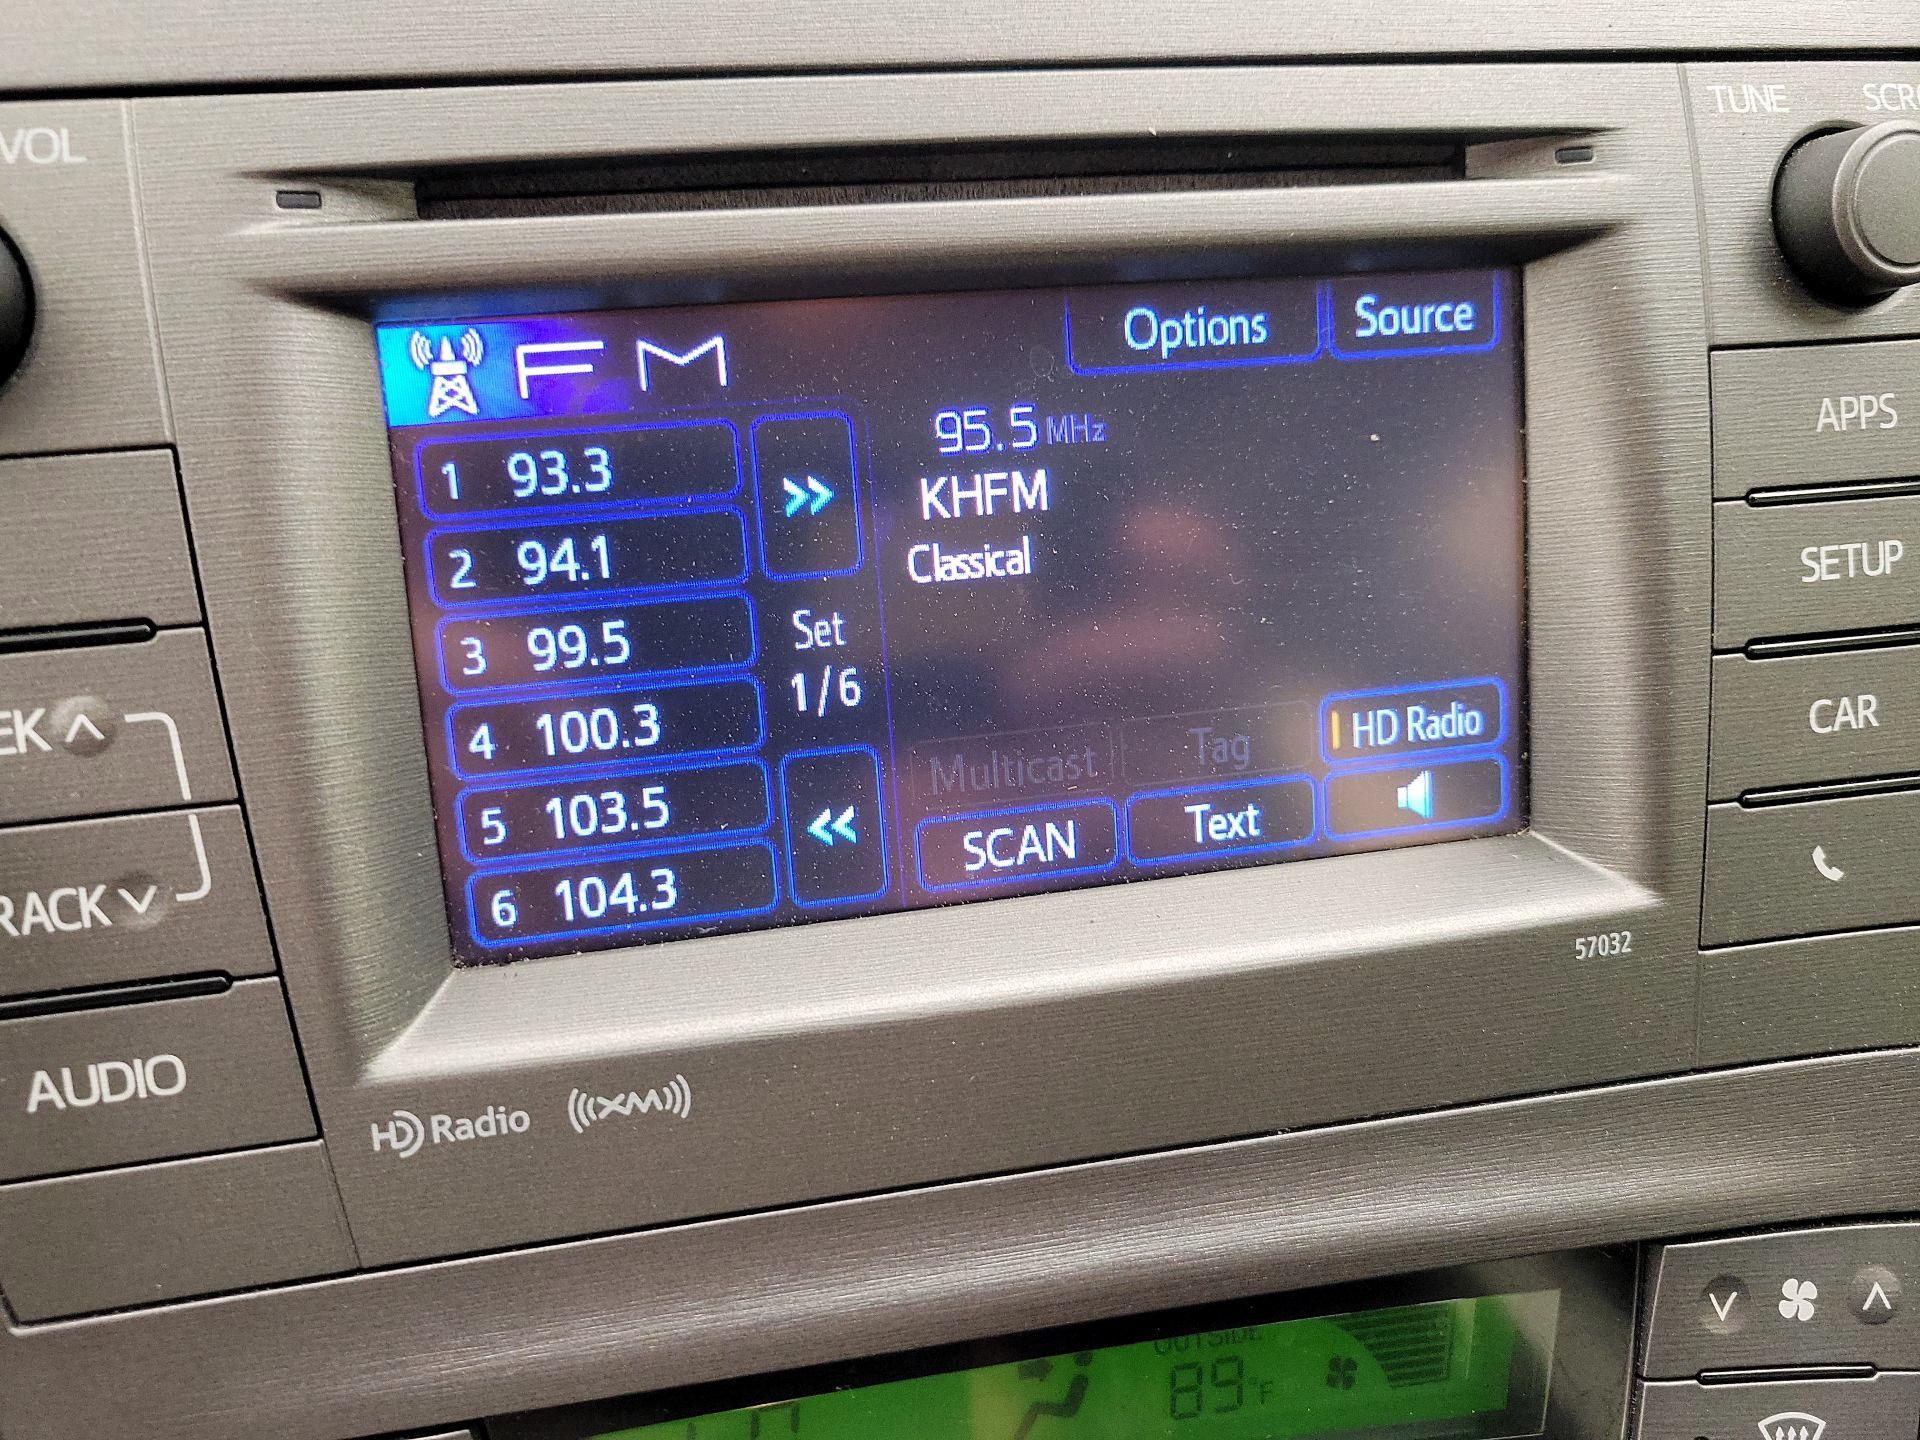 VOL
TUNE
FM
Options
Source
1 93.3
2 94.1
3 99.5
4 100.3
5 103.5
6 104.3
Set
1/6
95.5 MHz
KHFM
Classical
Multicast
Tag
HD Radio
SCAN
Text
APPS
SETUP
CAR
AUDIO
57032
HD Radio
XM
OUTSIDE
89°F